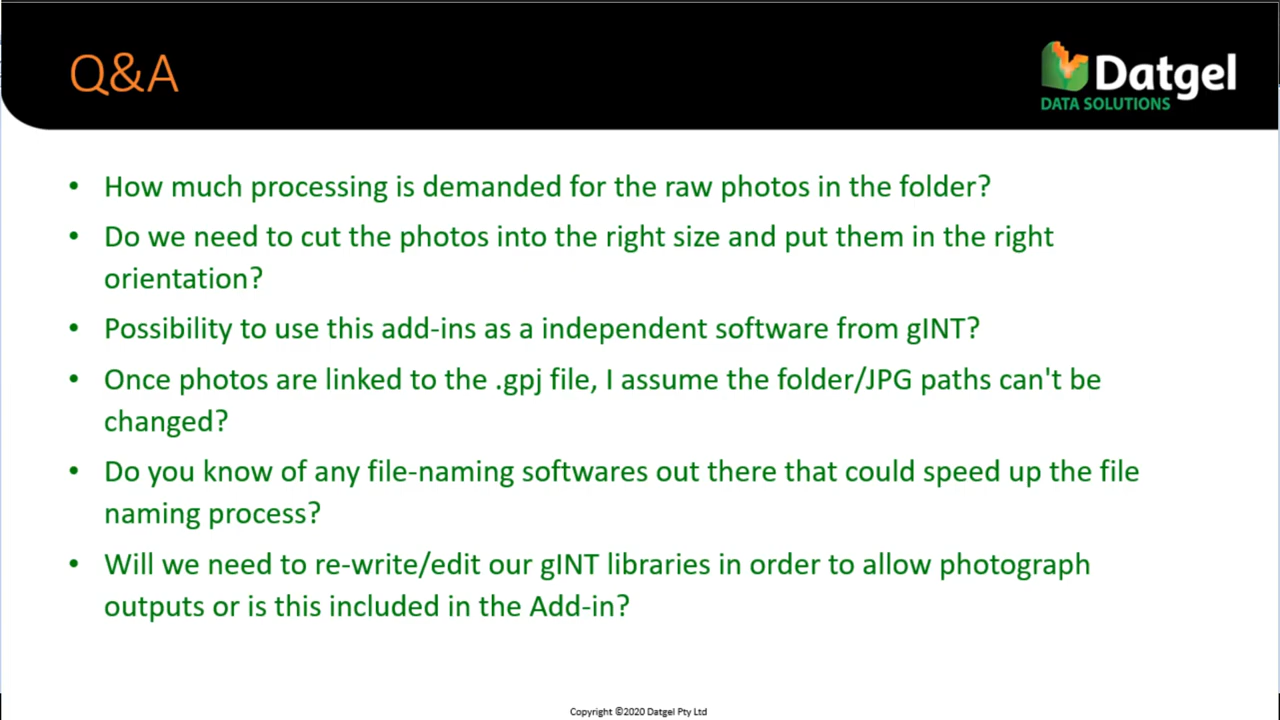 Q&A
Datgel
DATA SOLUTIONS
• How much processing is demanded for the raw photos in the folder?
• Do we need to cut the photos into the right size and put them in the right
orientation?
• Possibility to use this add-ins as a independent software from gINT?
• Once photos are linked to the .gpj file, I assume the folder/JPG paths can't be
changed?
• Do you know of any file-naming softwares out there that could speed up the file
naming process?
• Will we need to re-write/edit our gINT libraries in order to allow photograph
outputs or is this included in the Add-in?
Copyright ©2020 Datgel Pty Ltd